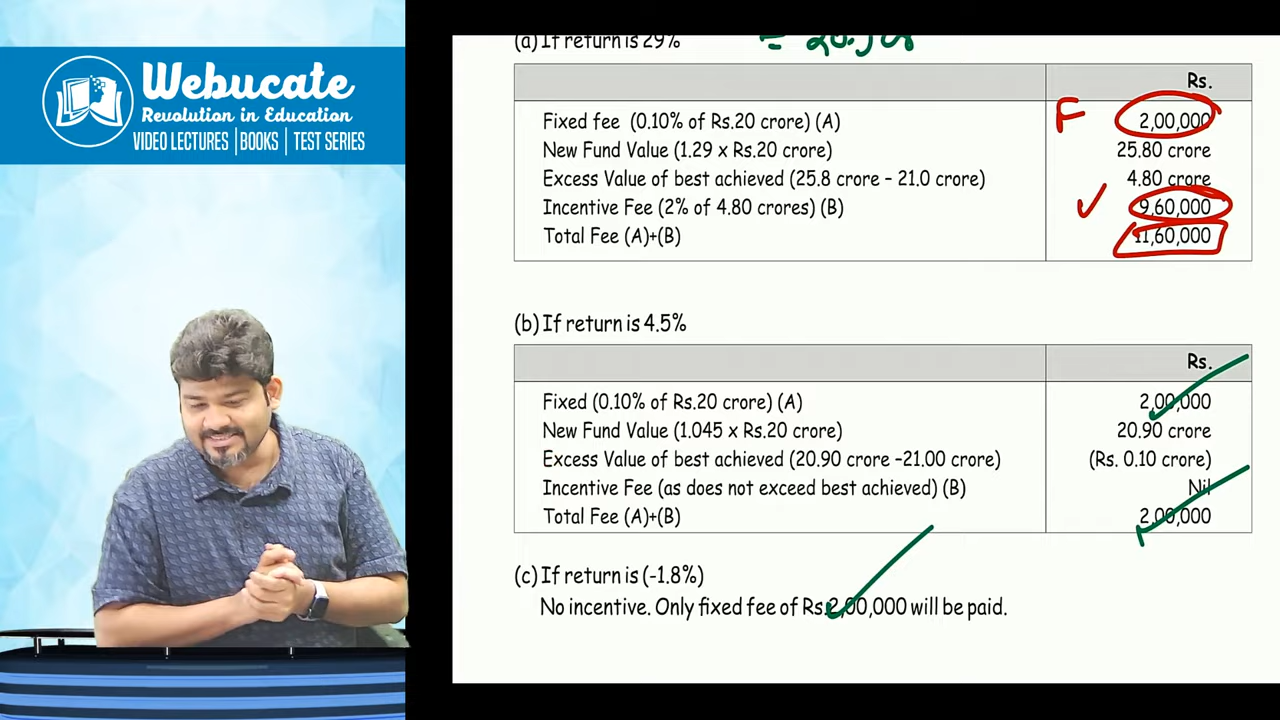 Webucate
Revolution in Education
VIDEO LECTURES | BOOKS | TEST SERIES
(a) If return is 29%
Rs.
Fixed fee (0.10% of Rs.20 crore) (A) F 2,00,000
New Fund Value (1.29 x Rs.20 crore) 25.80 crore
Excess Value of best achieved (25.8 crore – 21.0 crore) 4.80 crore
Incentive Fee (2% of 4.80 crores) (B) 9,60,000
Total Fee (A)+(B) 11,60,000
(b) If return is 4.5%
Rs.
Fixed (0.10% of Rs.20 crore) (A) 2,00,000
New Fund Value (1.045 x Rs.20 crore) 20.90 crore
Excess Value of best achieved (20.90 crore –21.00 crore) (Rs. 0.10 crore)
Incentive Fee (as does not exceed best achieved) (B) Nil
Total Fee (A)+(B) 2,00,000
(c) If return is (-1.8%)
No incentive. Only fixed fee of Rs.2,00,000 will be paid.